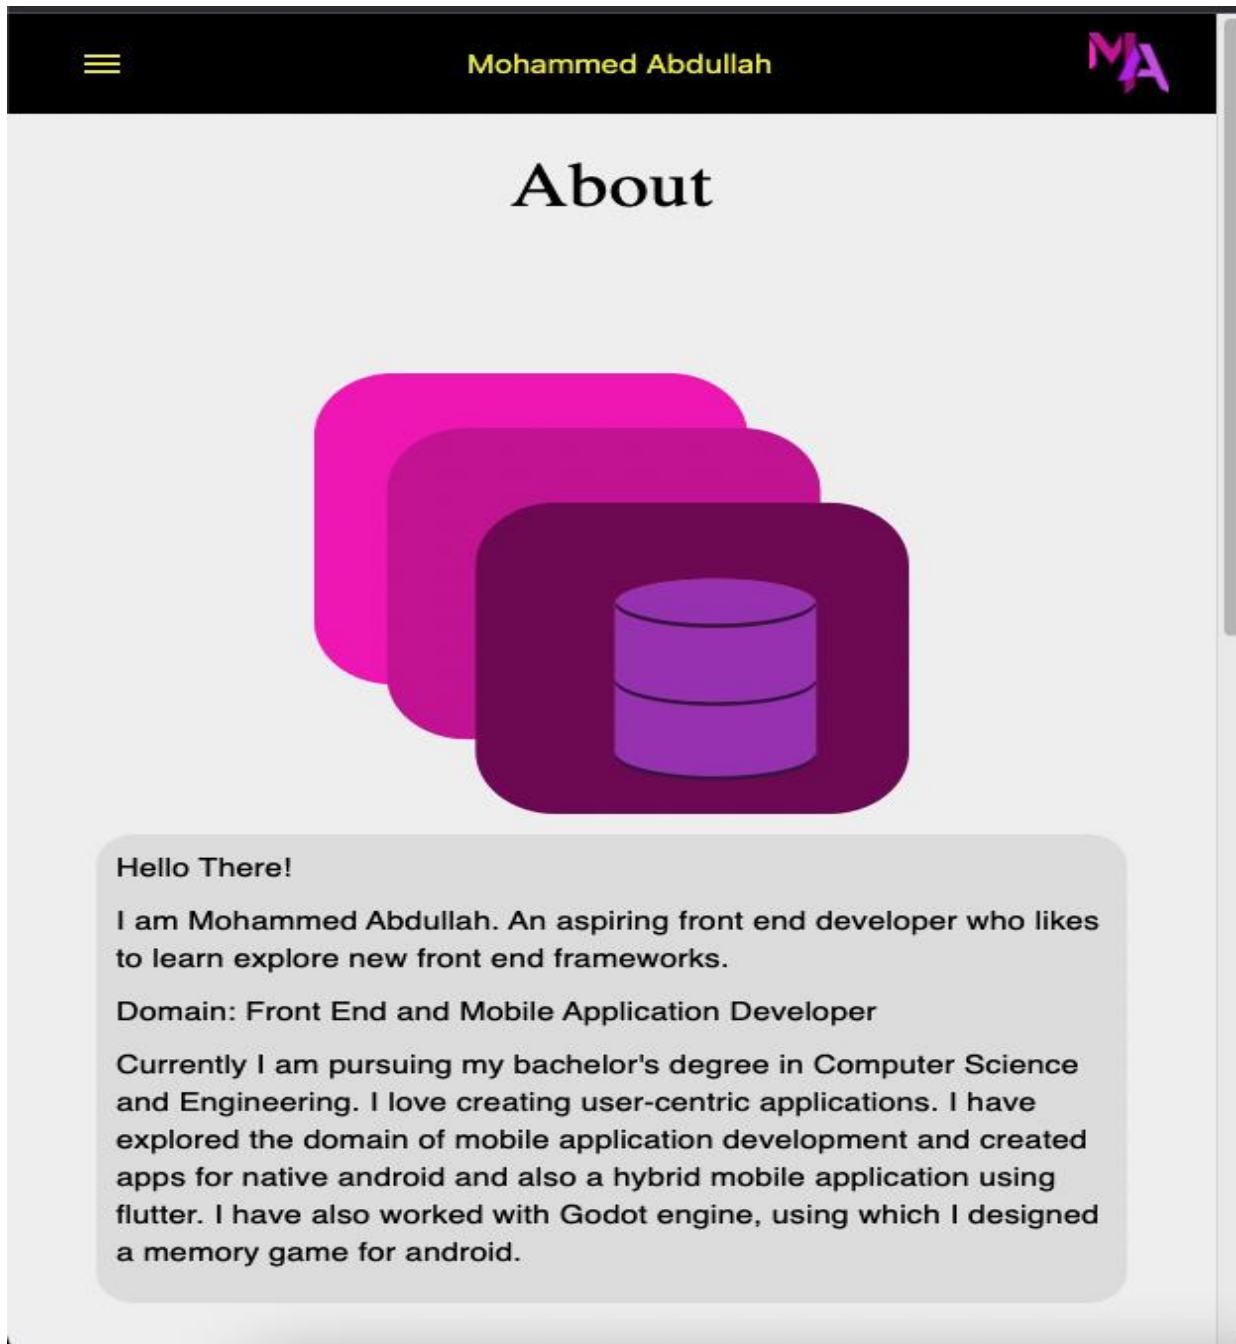 Mohammed Abdullah
MA
About
Hello There!
I am Mohammed Abdullah. An aspiring front end developer who likes
to learn explore new front end frameworks.
Domain: Front End and Mobile Application Developer
Currently I am pursuing my bachelor's degree in Computer Science
and Engineering. I love creating user-centric applications. I have
explored the domain of mobile application development and created
apps for native android and also a hybrid mobile application using
flutter. I have also worked with Godot engine, using which I designed
a memory game for android.